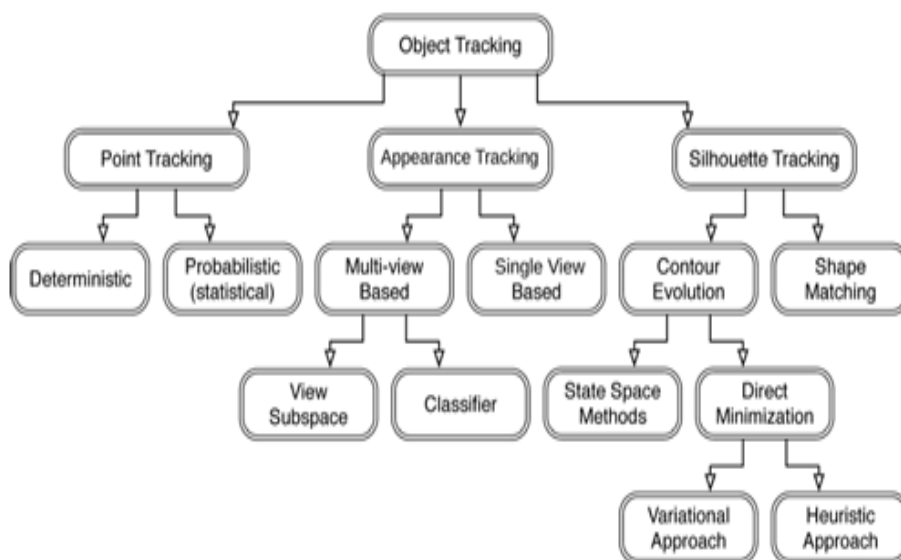 Object Tracking
Point Tracking
Appearance Tracking
Silhouette Tracking
Deterministic
Probabilistic
(statistical)
Multi-view
Based
Single View
Based
Contour
Evolution
Shape
Matching
View
Subspace
Classifier
State Space
Methods
Direct
Minimization
Variational
Approach
Heuristic
Approach